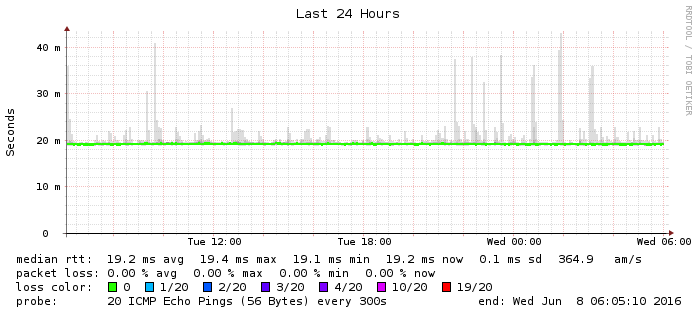 Last 24 Hours
RRDTOOL / TOBI OETIKER
Seconds
40 m
30 m
20 m
10 m
0
Tue 12:00 Tue 18:00 Wed 00:00 Wed 06:00
median rtt: 19.2 ms avg 19.4 ms max 19.1 ms min 19.2 ms now 0.1 ms sd 364.9 am/s
packet loss: 0.00 % avg 0.00 % max 0.00 % min 0.00 % now
loss color: 0 1/20 2/20 3/20 4/20 10/20 19/20
probe: 20 ICMP Echo Pings (56 Bytes) every 300s end: Wed Jun 8 06:05:10 2016